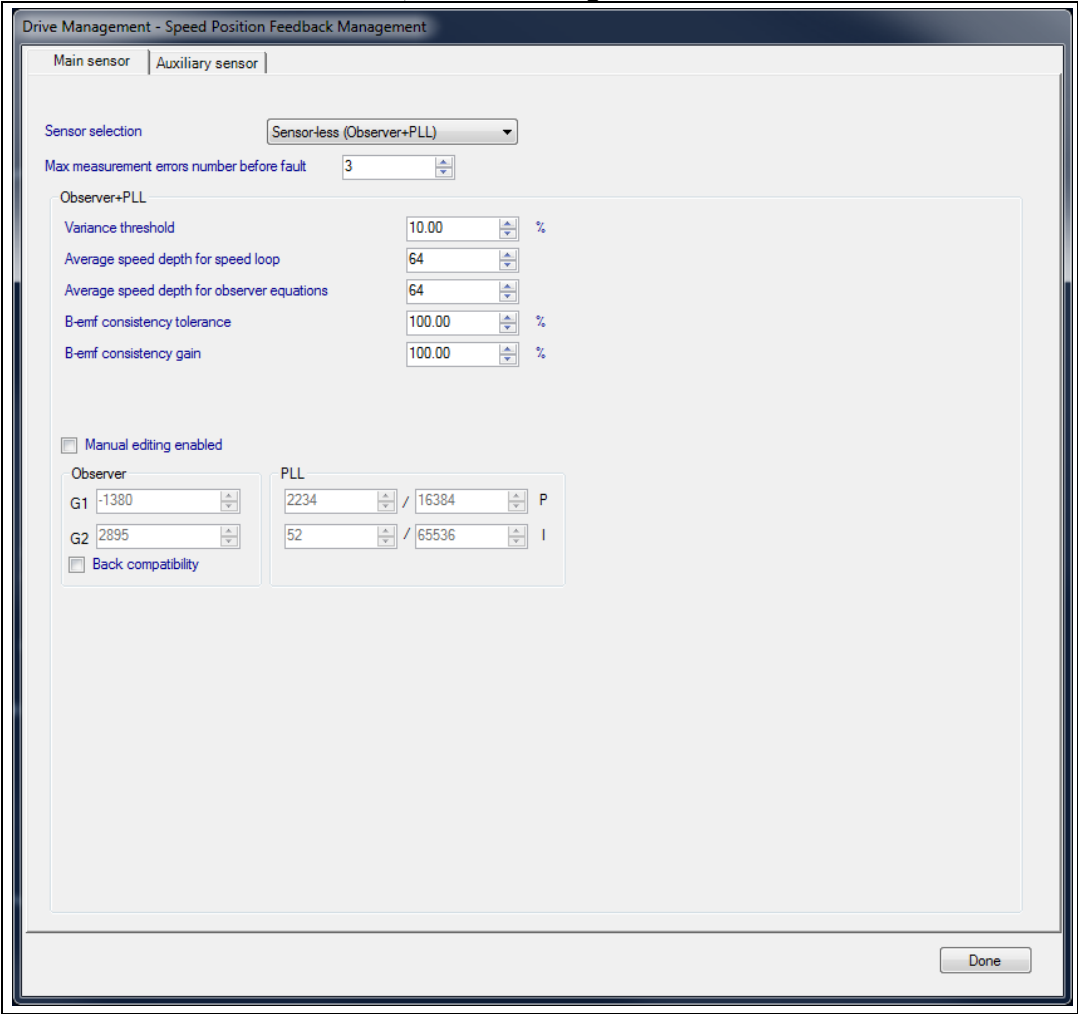 Drive Management - Speed Position Feedback Management
Main sensor Auxiliary sensor
Sensor selection Sensor-less (Observer+PLL)
Max measurement errors number before fault 3
Observer+PLL
Variance threshold 10.00 %
Average speed depth for speed loop 64
Average speed depth for observer equations 64
B-emf consistency tolerance 100.00 %
B-emf consistency gain 100.00 %
Manual editing enabled
Observer PLL
G1 -1380 2234 / 16384 P
G2 2895 52 / 65536 I
Back compatibility
Done